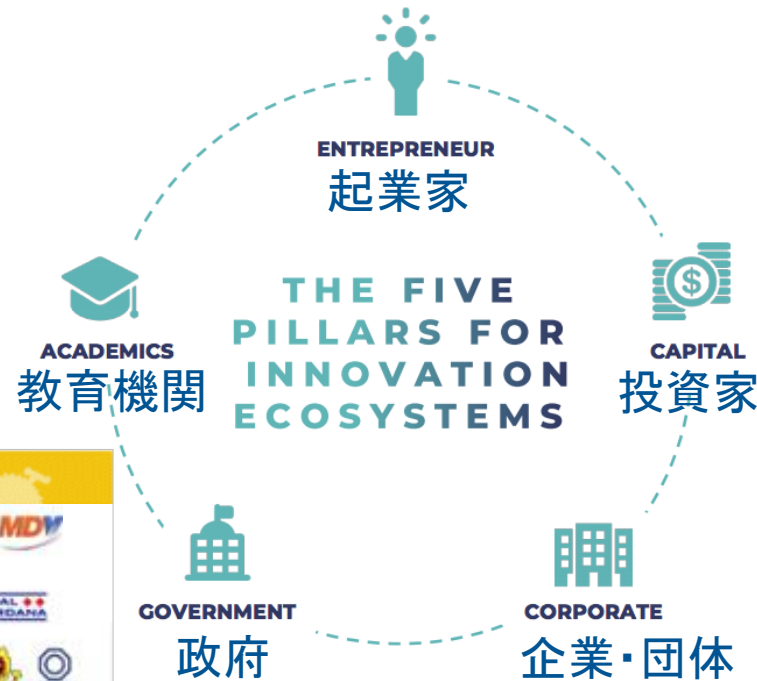 ENTREPRENEUR
起業家
THE FIVE
PILLARS FOR
INNOVATION
ECOSYSTEMS
ACADEMICS
教育機関
CAPITAL
投資家
MDW
GOVERNMENT
政府
CORPORATE
企業・団体